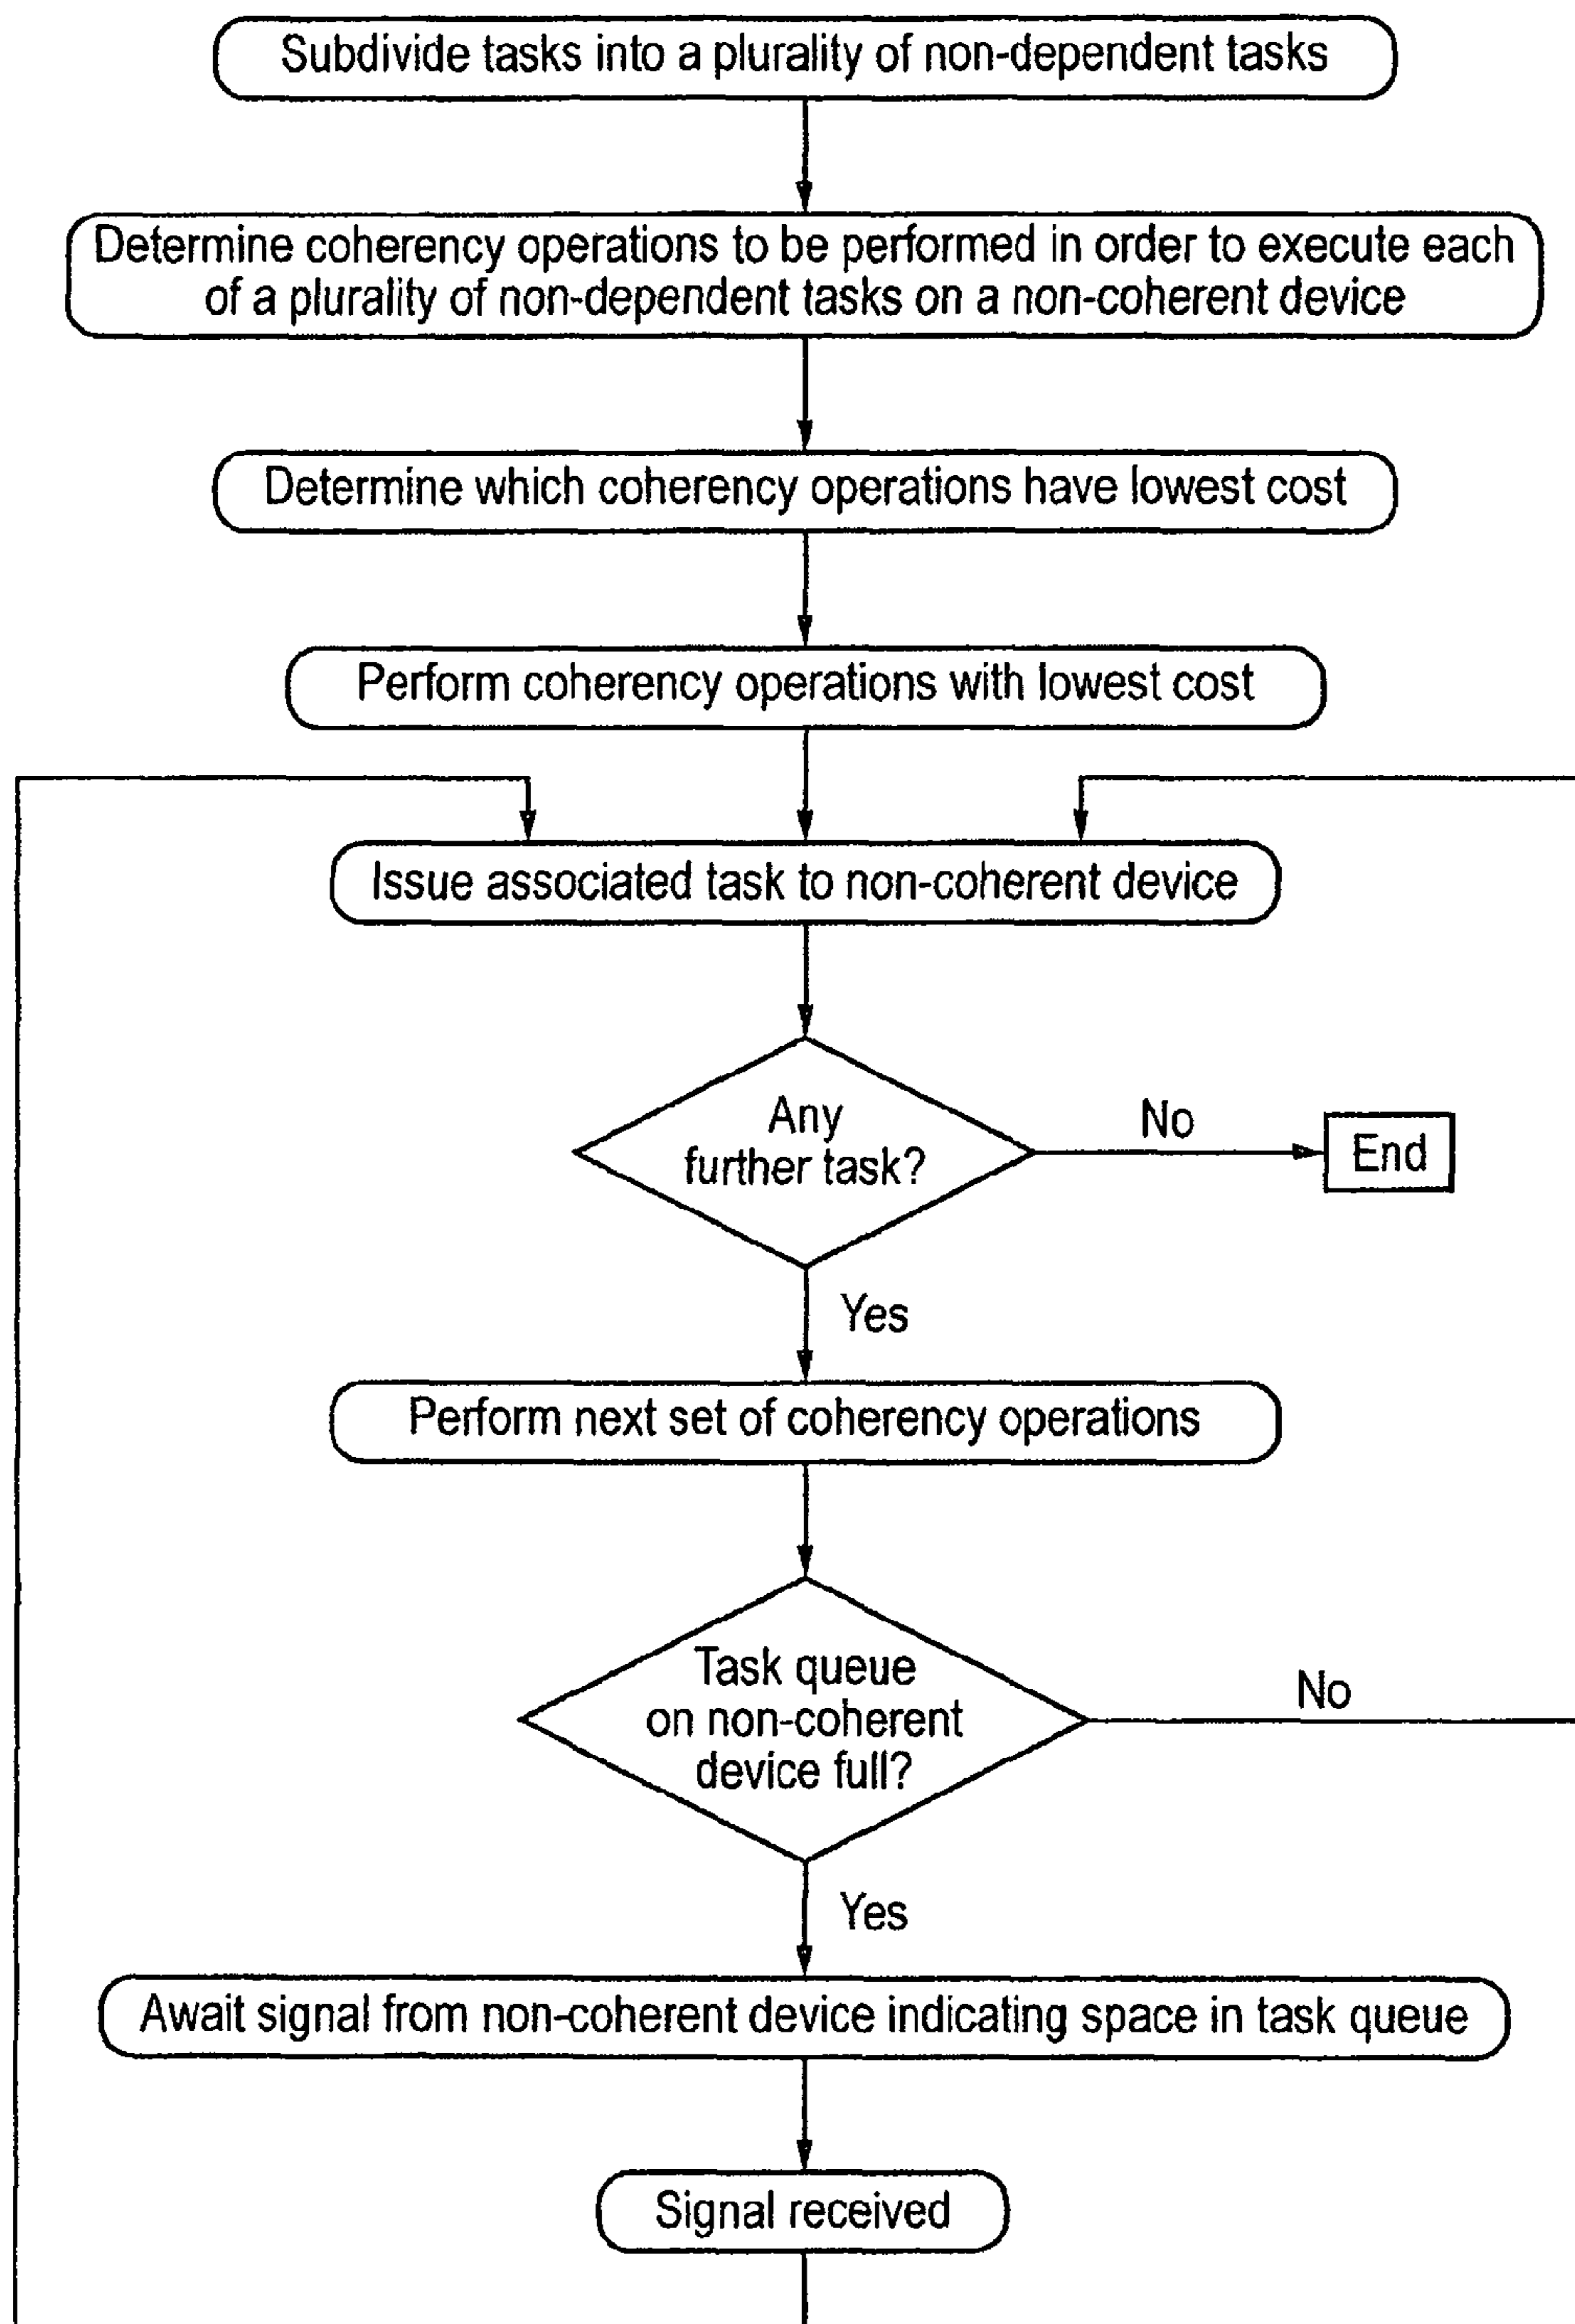 Subdivide tasks into a plurality of non-dependent tasks
Determine coherency operations to be performed in order to execute each
of a plurality of non-dependent tasks on a non-coherent device
Determine which coherency operations have lowest cost
Perform coherency operations with lowest cost
Issue associated task to non-coherent device
Any
further task?
No
End
Yes
Perform next set of coherency operations
Task queue
on non-coherent
device full?
No
Yes
Await signal from non-coherent device indicating space in task queue
Signal received